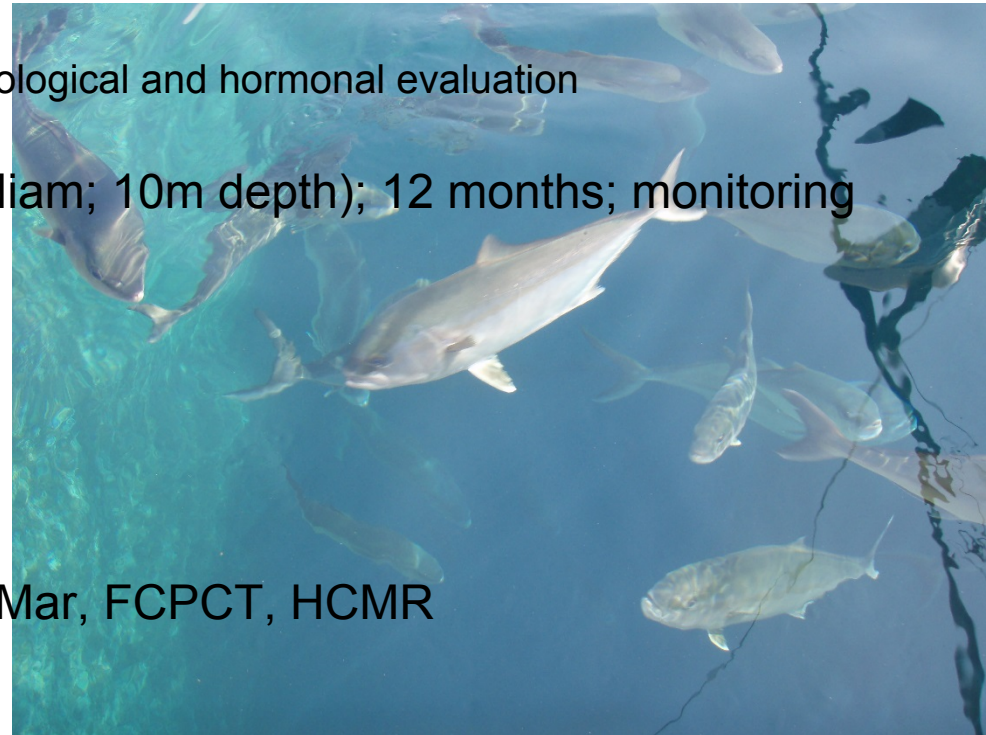 ological and hormonal evaluation
liam; 10m depth); 12 months; monitoring
Mar, FCPCT, HCMR